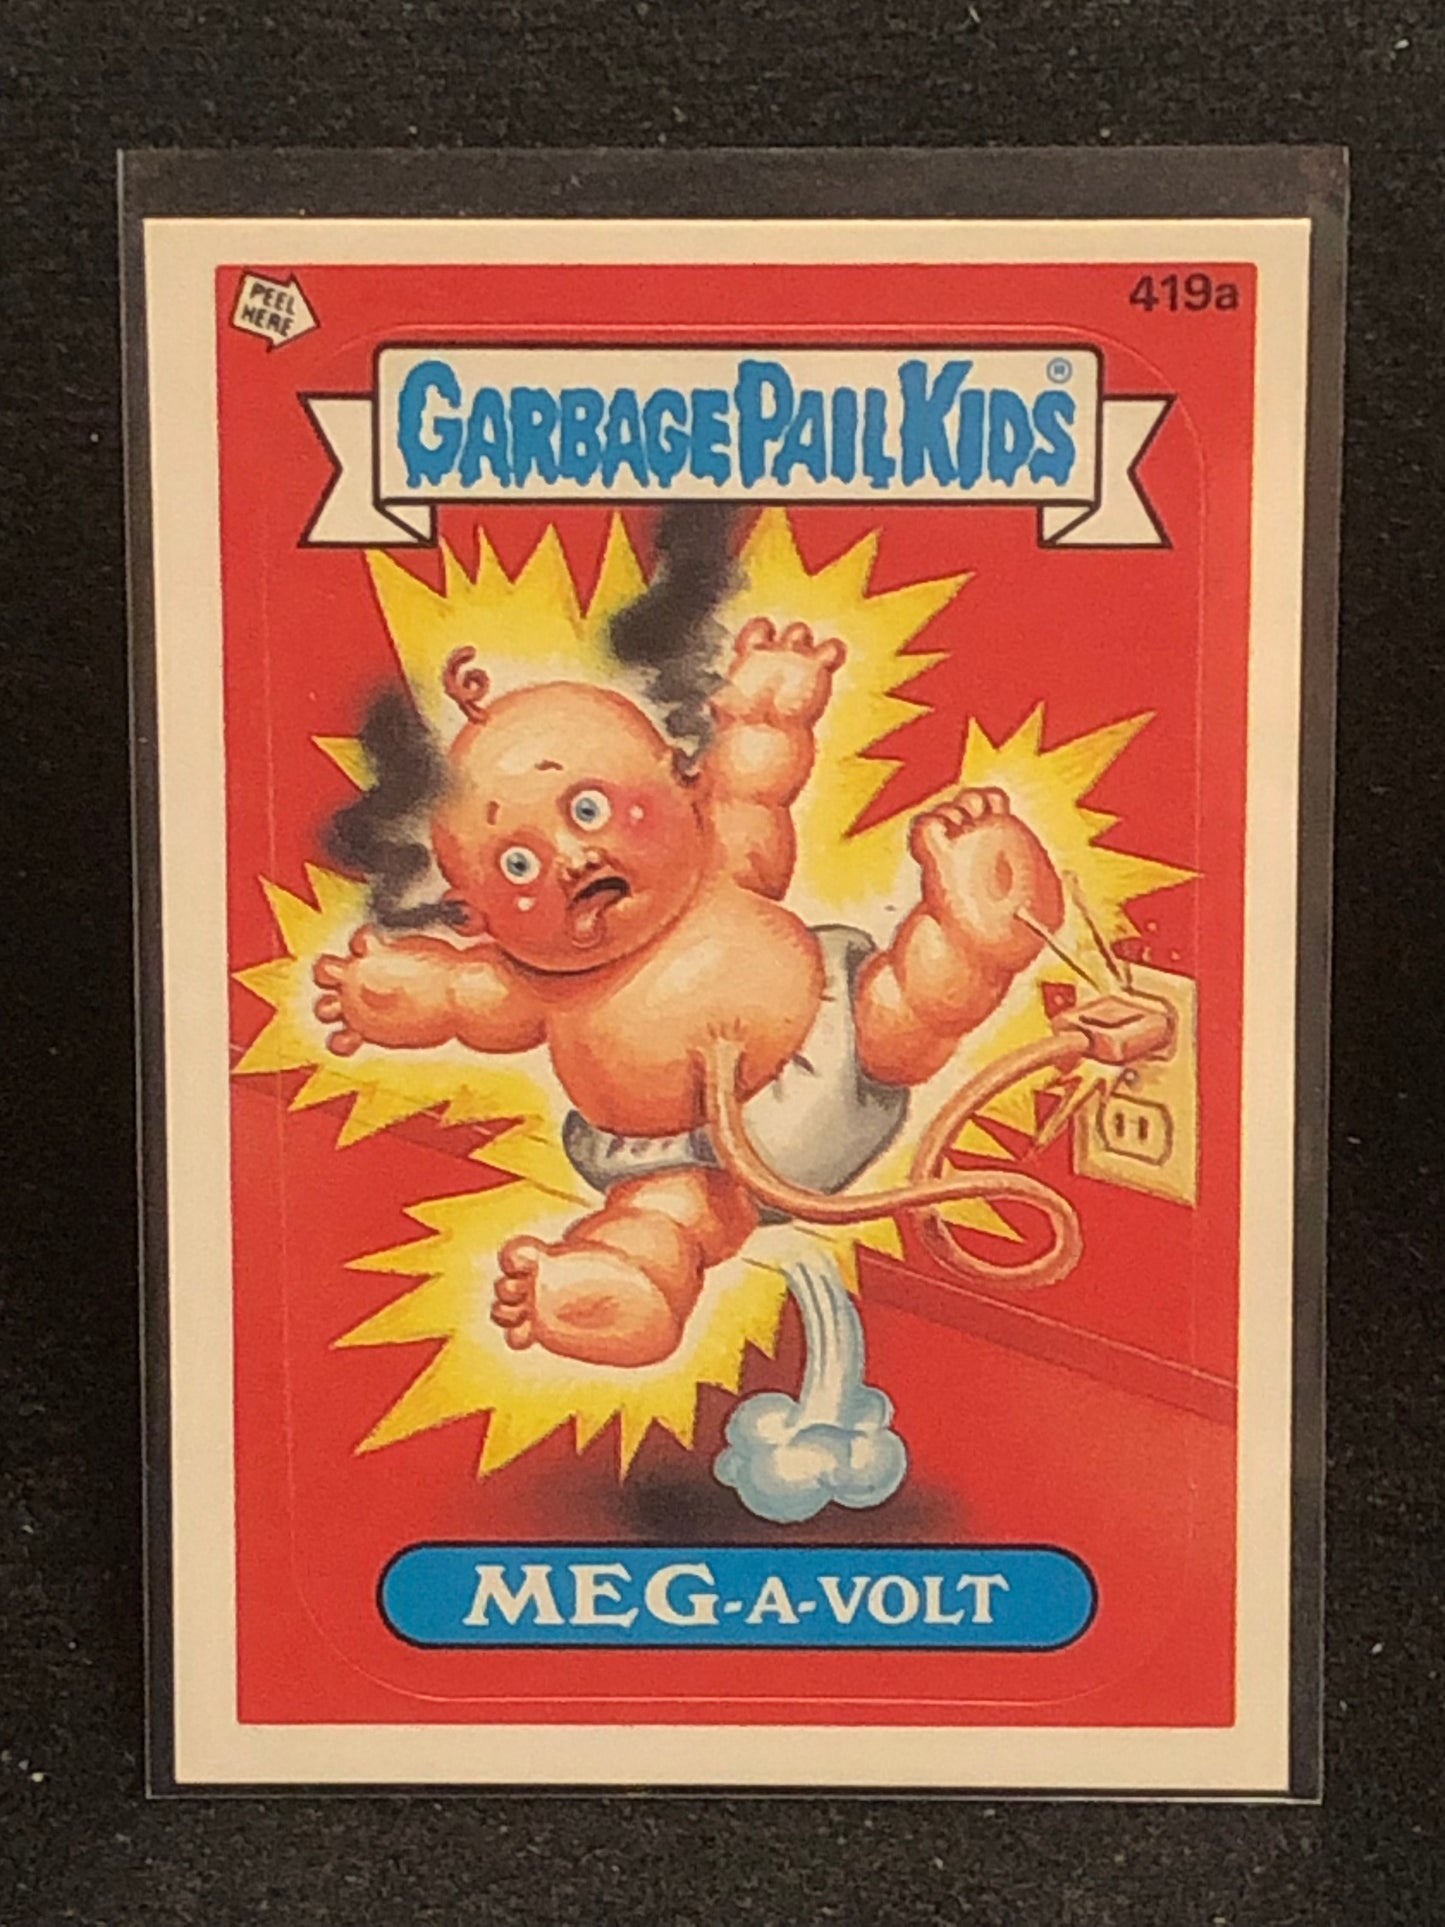 PEEL
HERE
419a
GARBAGE PAIL KIDS ®
MEG-A-VOLT